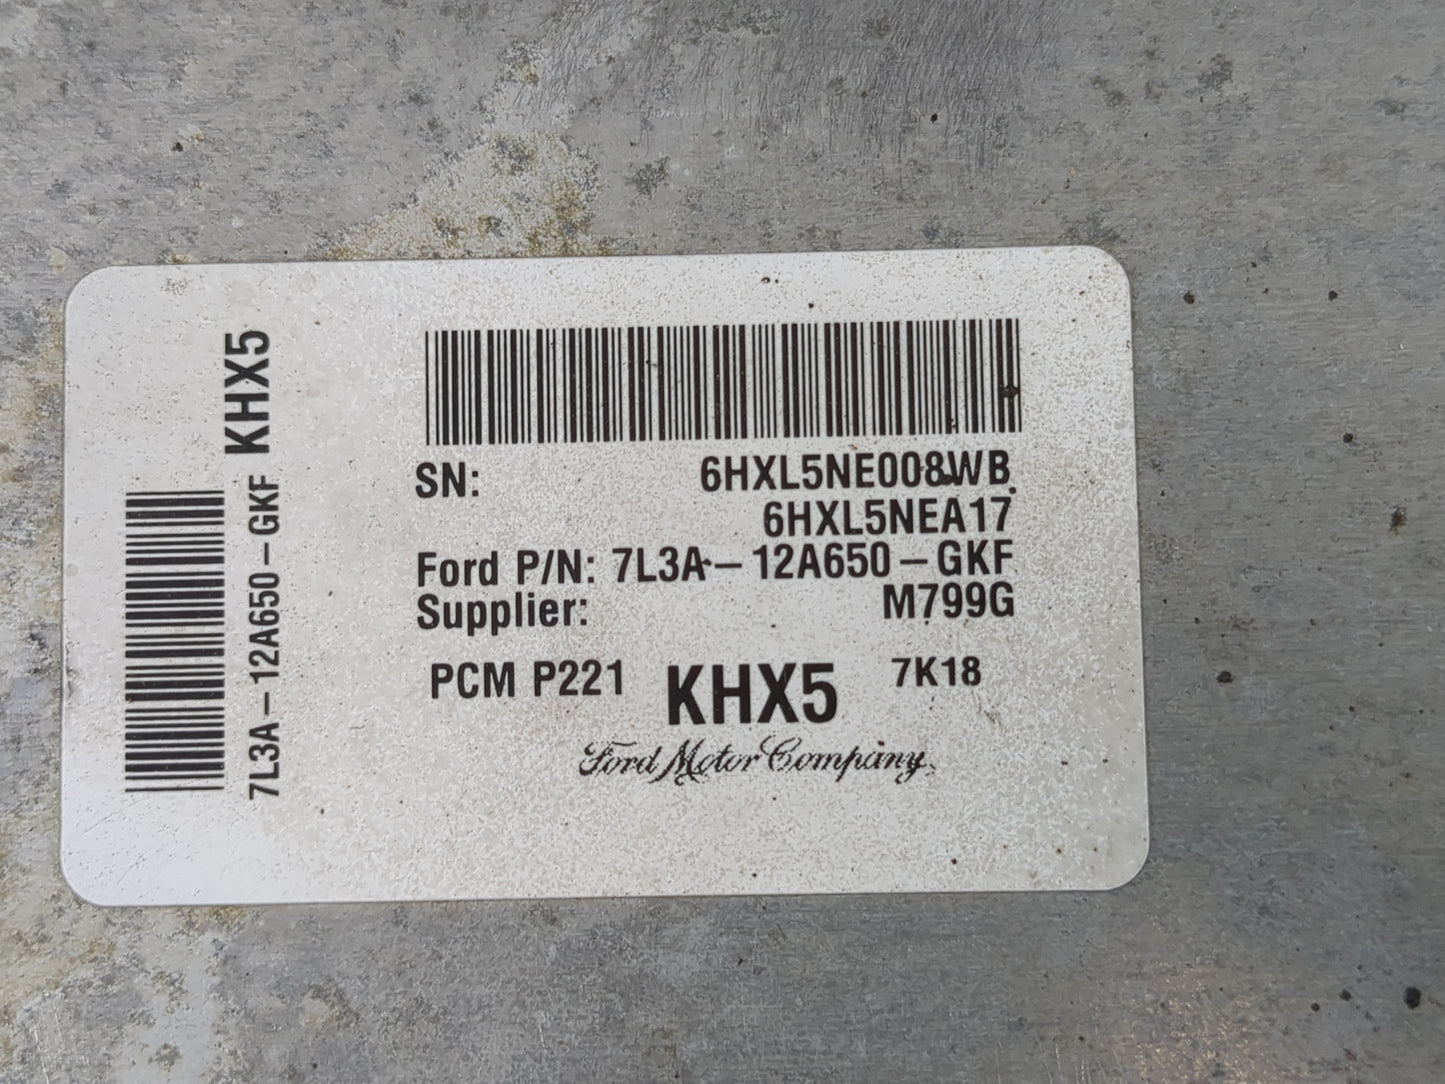 SN: 6HXL5NE008WB
6HXL5NEA17
Ford P/N: 7L3A-12A650-GKF
Supplier: M799G
PCM P221 KHX5 7K18
Ford Motor Company
7L3A-12A650-GKF KHX5